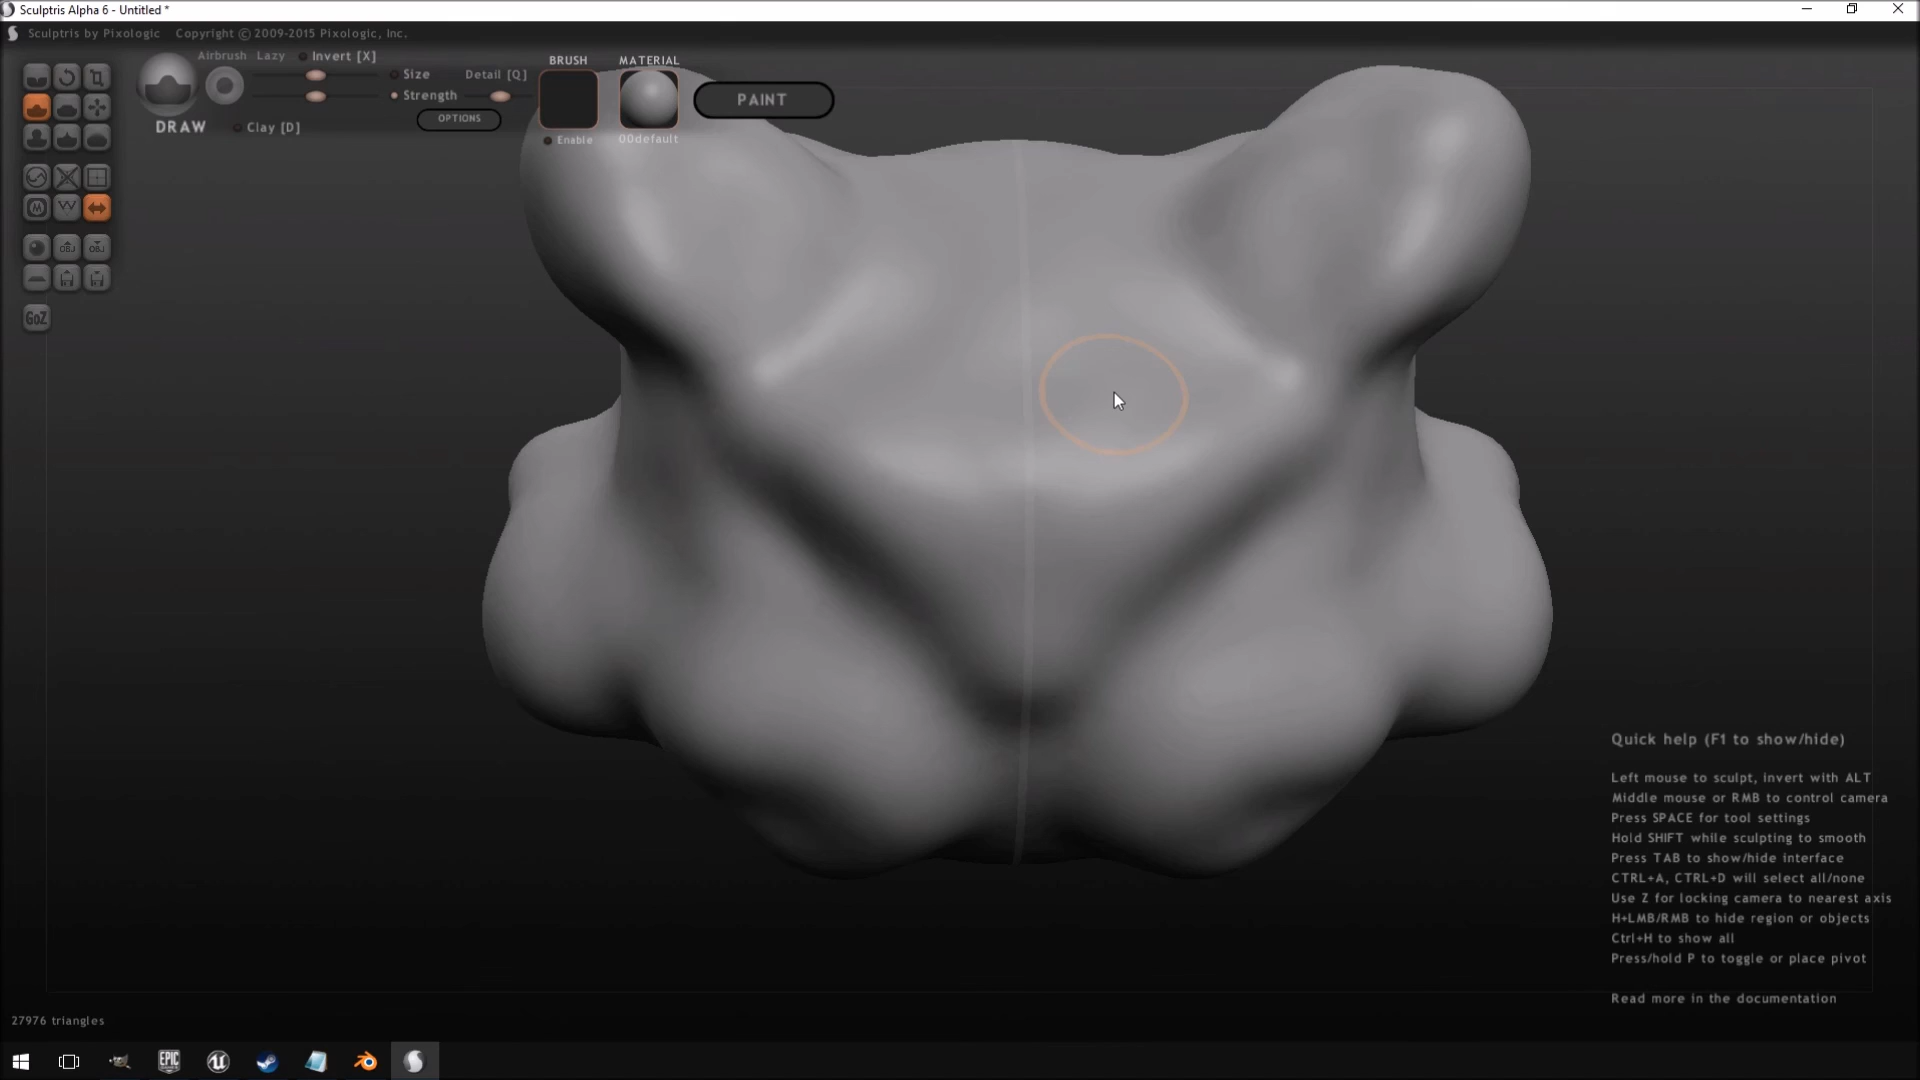 Sculptris Alpha 6 - Untitled *
Sculptris by Pixologic Copyright © 2009-2015 Pixologic, Inc.
Airbrush Lazy Invert [X]
Size Detail [Q]
Strength
OPTIONS
DRAW Clay [D]
BRUSH
Enable
MATERIAL
00default
PAINT
OBJ OBJ
GoZ
Quick help (F1 to show/hide)
Left mouse to sculpt, invert with ALT
Middle mouse or RMB to control camera
Press SPACE for tool settings
Hold SHIFT while sculpting to smooth
Press TAB to show/hide interface
CTRL+A, CTRL+D will select all/none
Use Z for locking camera to nearest axis
H+LMB/RMB to hide region or objects
Ctrl+H to show all
Press/hold P to toggle or place pivot
Read more in the documentation
27976 triangles
EPIC